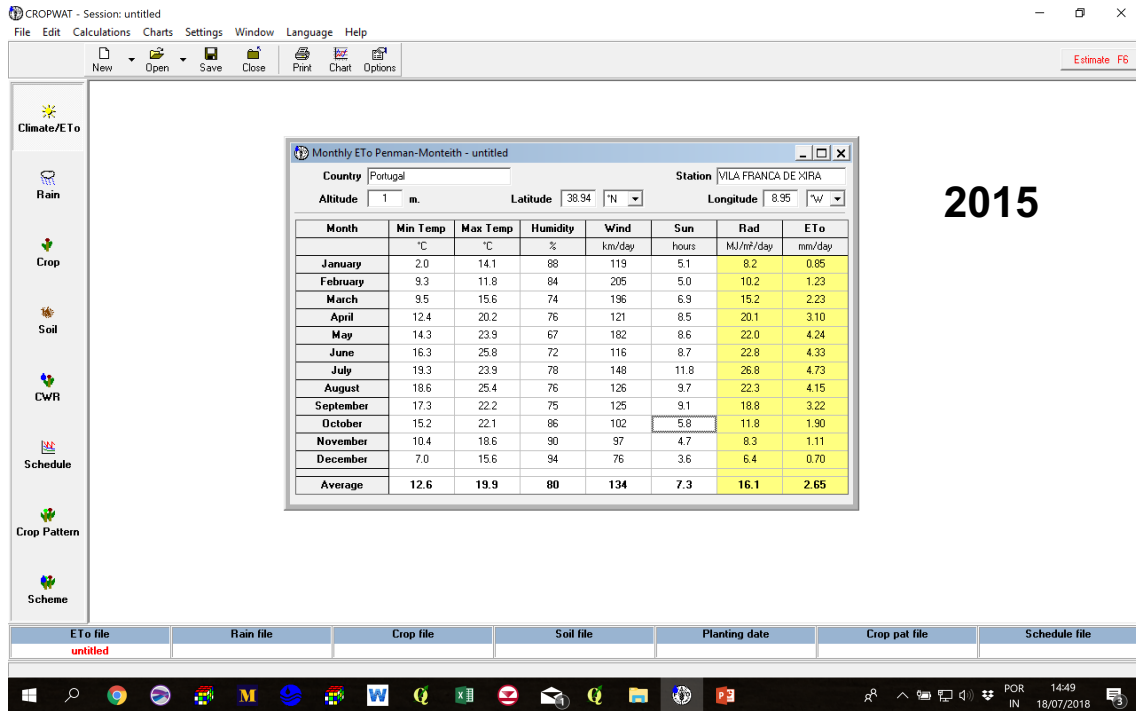 CROPWAT - Session: untitled
File Edit Calculations Charts Settings Window Language Help
New Open Save Close Print Chart Options Estimate F6
Climate/ETo
Rain
Crop
Soil
CWR
Schedule
Crop Pattern
Scheme
Monthly ETo Penman-Monteith - untitled
Country Portugal Station VILA FRANCA DE XIRA
Altitude 1 m. Latitude 38.94 °N Longitude 8.95 °W
Month Min Temp Max Temp Humidity Wind Sun Rad ETo
°C °C % km/day hours MJ/m²/day mm/day
January 2.0 14.1 88 119 5.1 8.2 0.85
February 9.3 11.8 84 205 5.0 10.2 1.23
March 9.5 15.6 74 196 6.9 15.2 2.23
April 12.4 20.2 76 121 8.5 20.1 3.10
May 14.3 23.9 67 182 8.6 22.0 4.24
June 16.3 25.8 72 116 8.7 22.8 4.33
July 19.3 23.9 78 148 11.8 26.8 4.73
August 18.6 25.4 76 126 9.7 22.3 4.15
September 17.3 22.2 75 125 9.1 18.8 3.22
October 15.2 22.1 86 102 5.8 11.8 1.90
November 10.4 18.6 90 97 4.7 8.3 1.11
December 7.0 15.6 94 76 3.6 6.4 0.70
Average 12.6 19.9 80 134 7.3 16.1 2.65
2015
ETo file Rain file Crop file Soil file Planting date Crop pat file Schedule file
untitled
POR 14:49
IN 18/07/2018